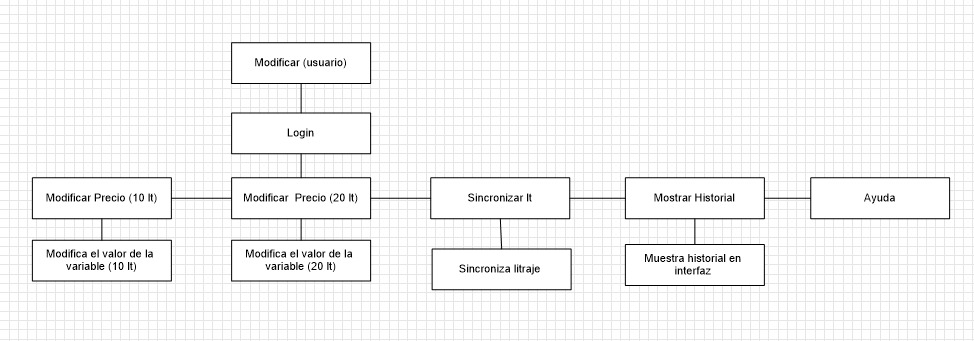 Modificar (usuario)
Login
Modificar Precio (10 lt)
Modificar Precio (20 lt)
Sincronizar lt
Mostrar Historial
Ayuda
Modifica el valor de la
variable (10 lt)
Modifica el valor de la
variable (20 lt)
Sincroniza litraje
Muestra historial en
interfaz